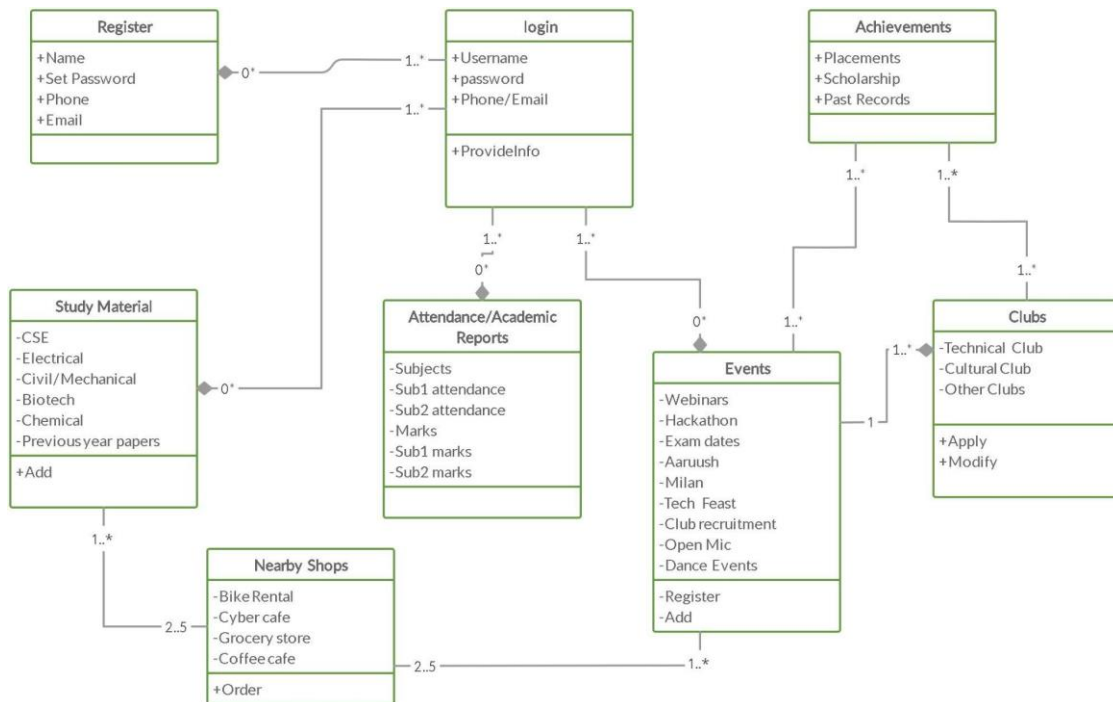 Register
+Name
+Set Password
+Phone
+Email
0*
1..*
login
+Username
+password
+Phone/Email
+ProvideInfo
1..*
0*
1..*
0*
1..*
0*
Achievements
+Placements
+Scholarship
+Past Records
1..*
1..*
1..*
1..*
Study Material
-CSE
-Electrical
-Civil/Mechanical
-Biotech
-Chemical
-Previous year papers
+Add
1..*
2..5
Attendance/Academic
Reports
-Subjects
-Sub1 attendance
-Sub2 attendance
-Marks
-Sub1 marks
-Sub2 marks
Events
-Webinars
-Hackathon
-Exam dates
-Aaruush
-Milan
-Tech Feast
-Club recruitment
-Open Mic
-Dance Events
-Register
-Add
1
1..*
Clubs
-Technical Club
-Cultural Club
-Other Clubs
+Apply
+Modify
Nearby Shops
-Bike Rental
-Cyber cafe
-Grocery store
-Coffee cafe
+Order
2..5
1..*